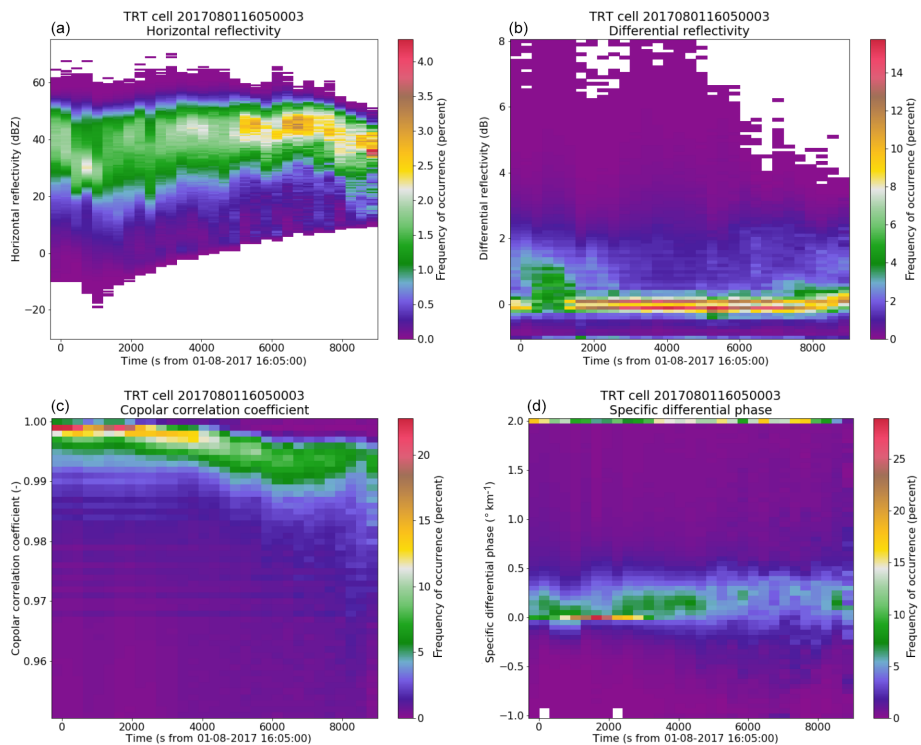 (a) TRT cell 2017080116050003
Horizontal reflectivity
Horizontal reflectivity (dBZ)
60
40
20
0
−20
0 2000 4000 6000 8000
Time (s from 01-08-2017 16:05:00)
4.0
3.5
3.0
2.5
2.0
1.5
1.0
0.5
0.0
Frequency of occurrence (percent)
(b) TRT cell 2017080116050003
Differential reflectivity
Differential reflectivity (dB)
8
6
4
2
0
0 2000 4000 6000 8000
Time (s from 01-08-2017 16:05:00)
14
12
10
8
6
4
2
0
Frequency of occurrence (percent)
(c) TRT cell 2017080116050003
Copolar correlation coefficient
Copolar correlation coefficient (-)
1.00
0.99
0.98
0.97
0.96
0 2000 4000 6000 8000
Time (s from 01-08-2017 16:05:00)
20
15
10
5
0
Frequency of occurrence (percent)
(d) TRT cell 2017080116050003
Specific differential phase
Specific differential phase (° km⁻¹)
2.0
1.5
1.0
0.5
0.0
−0.5
−1.0
0 2000 4000 6000 8000
Time (s from 01-08-2017 16:05:00)
25
20
15
10
5
0
Frequency of occurrence (percent)